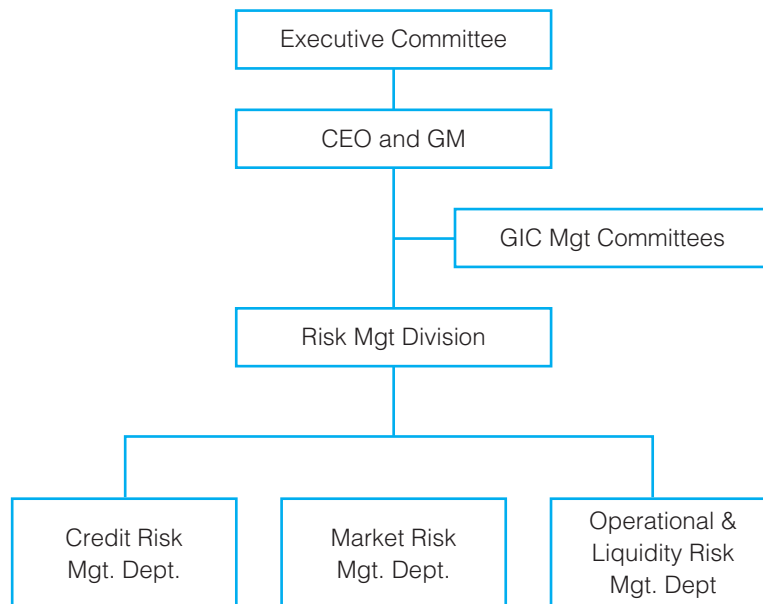 Executive Committee
CEO and GM
GIC Mgt Committees
Risk Mgt Division
Credit Risk
Mgt. Dept.
Market Risk
Mgt. Dept.
Operational &
Liquidity Risk
Mgt. Dept